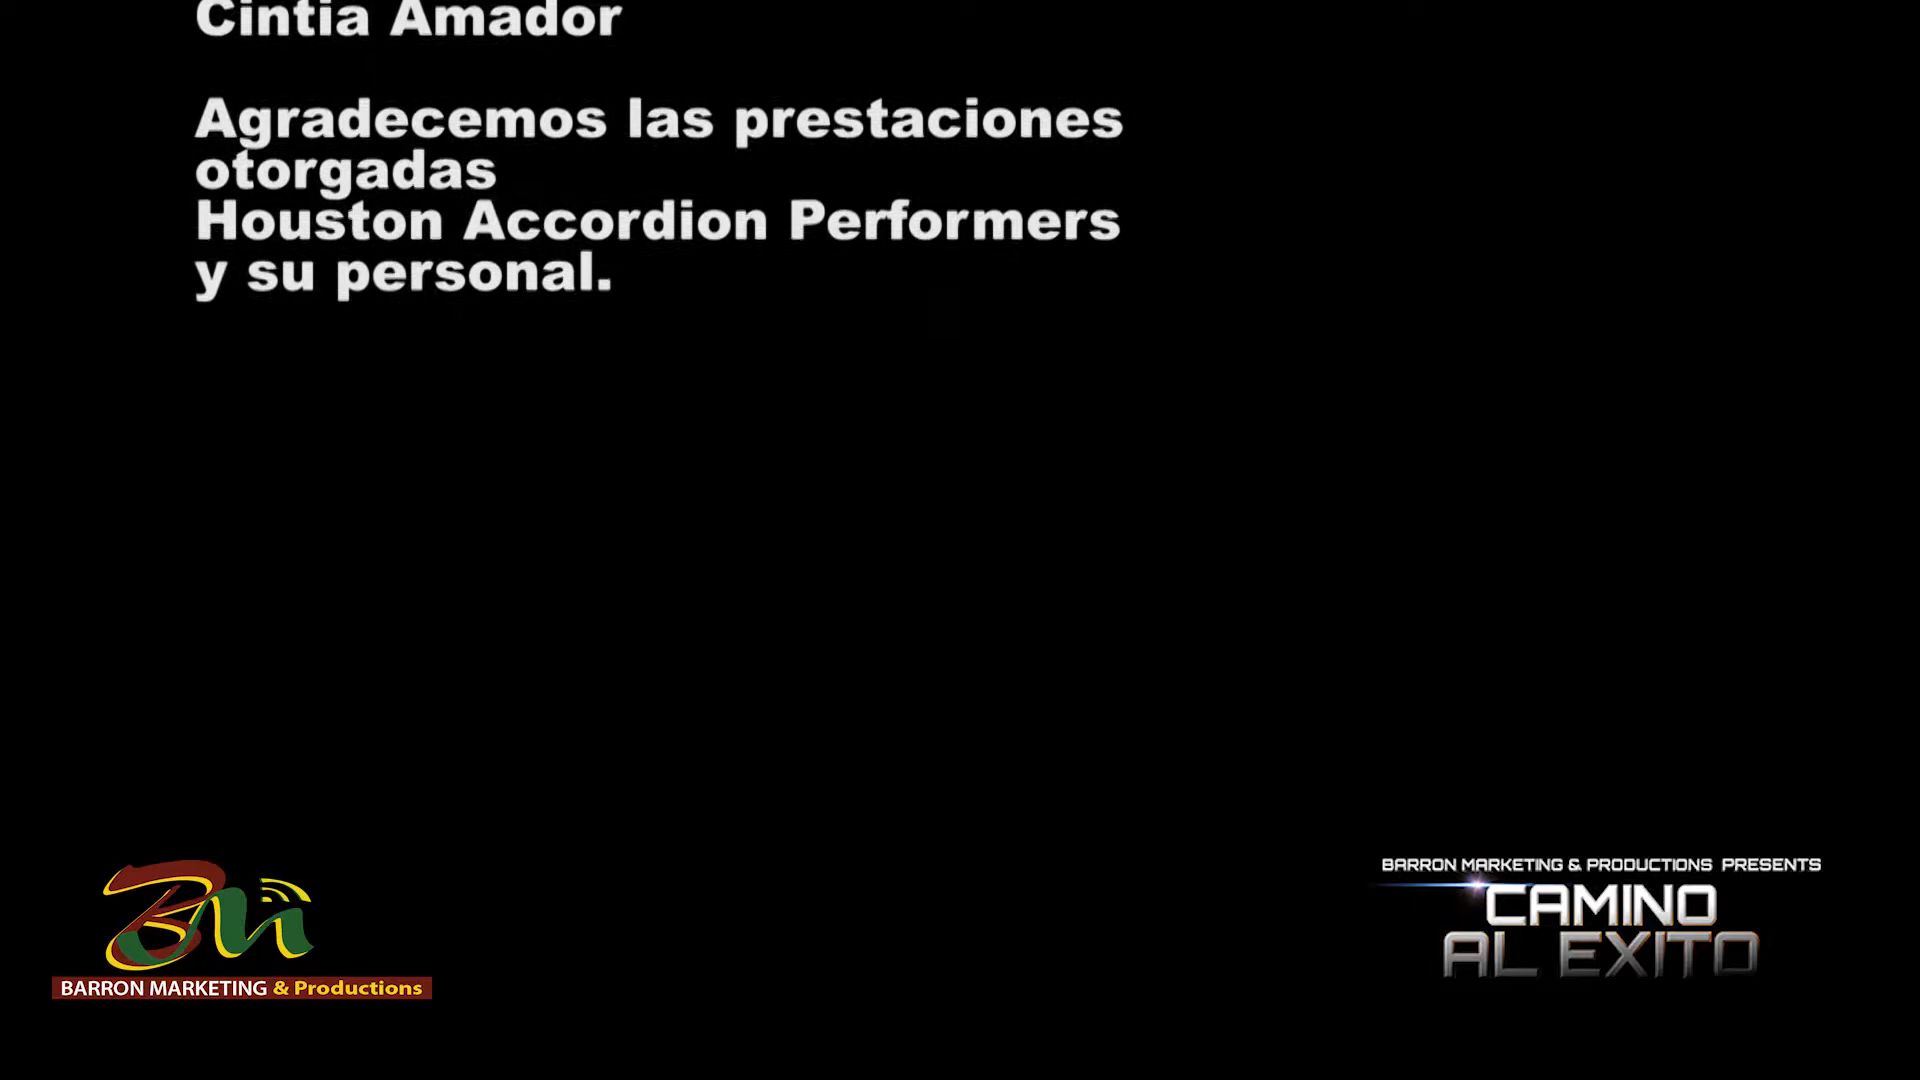 Cintia Amador
Agradecemos las prestaciones
otorgadas
Houston Accordion Performers
y su personal.
BM
BARRON MARKETING & Productions
BARRON MARKETING & PRODUCTIONS PRESENTS
CAMINO
AL EXITO